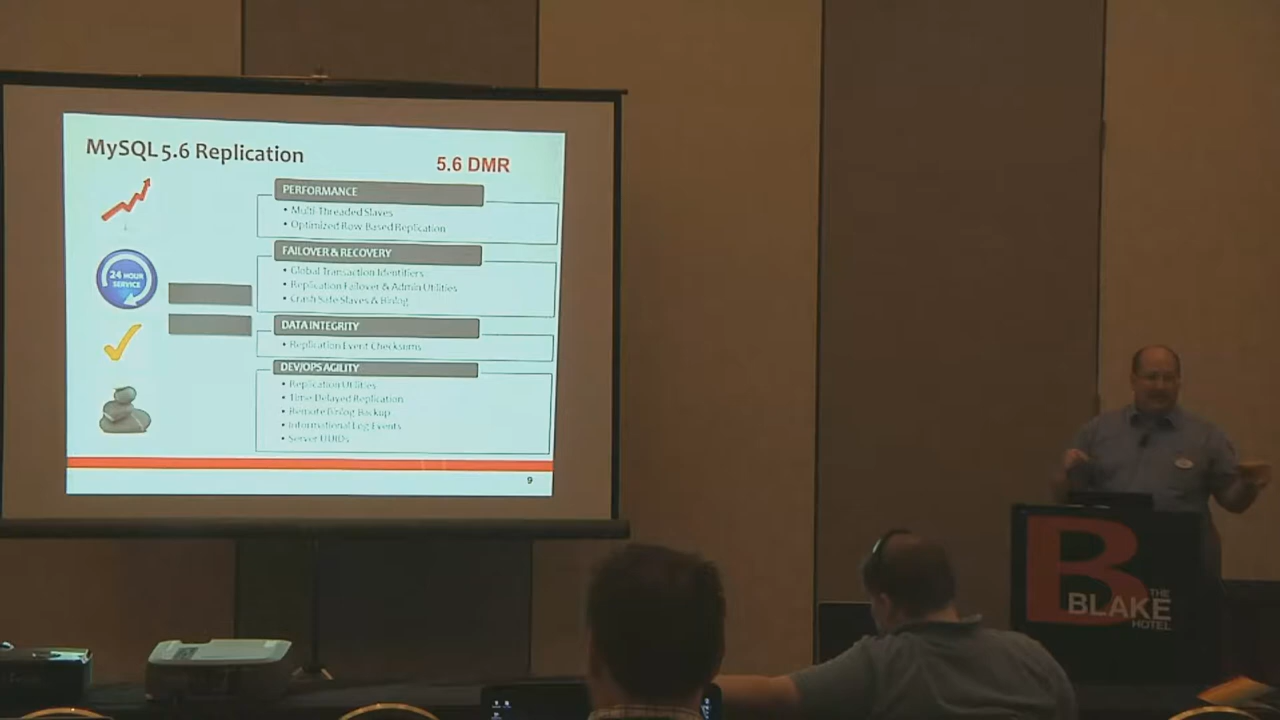 MySQL 5.6 Replication
5.6 DMR
PERFORMANCE
• Multi-Threaded Slaves
• Optimized Row Based Replication
24 HOUR
SERVICE
FAILOVER & RECOVERY
• Global Transaction Identifiers
• Replication Failover & Admin Utilities
• Crash Safe Slaves & Binlog
DATA INTEGRITY
• Replication Event Checksums
DEV/OPS AGILITY
• Replication Utilities
• Time Delayed Replication
• Remote Binlog Backup
• Informational Log Events
• Server UUIDs
9
B
THE
BLAKE
HOTEL